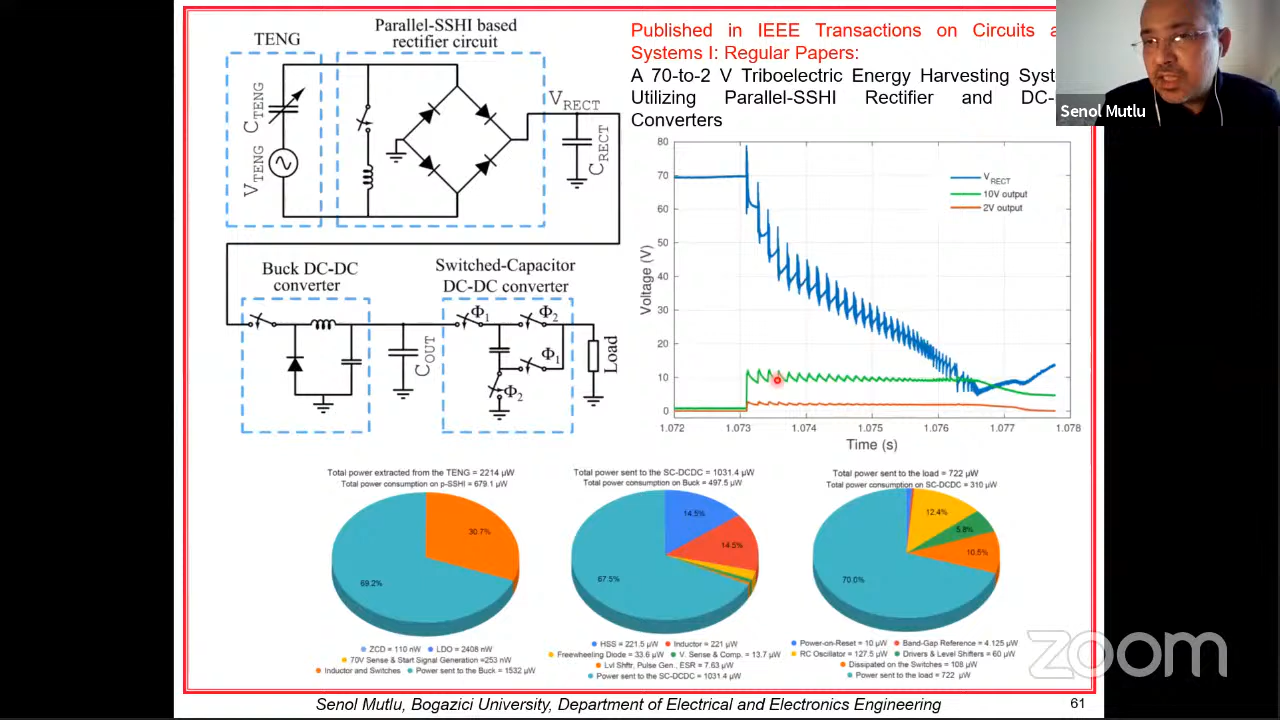 TENG
Parallel-SSHI based
rectifier circuit
C_TENG
V_TENG
V_RECT
C_RECT
Buck DC-DC
converter
Switched-Capacitor
DC-DC converter
C_OUT
Φ1
Φ2
Φ1
Φ2
Load
Published in IEEE Transactions on Circuits a
Systems I: Regular Papers:
A 70-to-2 V Triboelectric Energy Harvesting Syst
Utilizing Parallel-SSHI Rectifier and DC-
Converters
Senol Mutlu
80
70
60
50
40
30
20
10
0
Voltage (V)
V_RECT
10V output
2V output
1.072
1.073
1.074
1.075
1.076
1.077
1.078
Time (s)
Total power extracted from the TENG = 2214 µW
Total power consumption on p-SSHI = 679.1 µW
30.7%
69.2%
ZCD = 110 nW
LDO = 2408 nW
70V Sense & Start Signal Generation =253 nW
Inductor and Switches
Power sent to the Buck = 1532 µW
Total power sent to the SC-DCDC = 1031.4 µW
Total power consumption on Buck = 497.5 µW
14.5%
14.5%
67.5%
HSS = 221.5 µW
Inductor = 221 µW
Freewheeling Diode = 33.6 µW
V. Sense & Comp. = 13.7 µW
Lvl Shftr, Pulse Gen., ESR = 7.63 µW
Power sent to the SC-DCDC = 1031.4 µW
Total power sent to the load = 722 µW
Total power consumption on SC-DCDC = 310 µW
12.4%
5.8%
10.5%
70.0%
Power-on-Reset = 10 µW
Band-Gap Reference = 4.125 µW
RC Oscillator = 127.5 µW
Drivers & Level Shifters = 60 µW
Dissipated on the Switches = 108 µW
Power sent to the load = 722 µW
zoom
Senol Mutlu, Bogazici University, Department of Electrical and Electronics Engineering
61